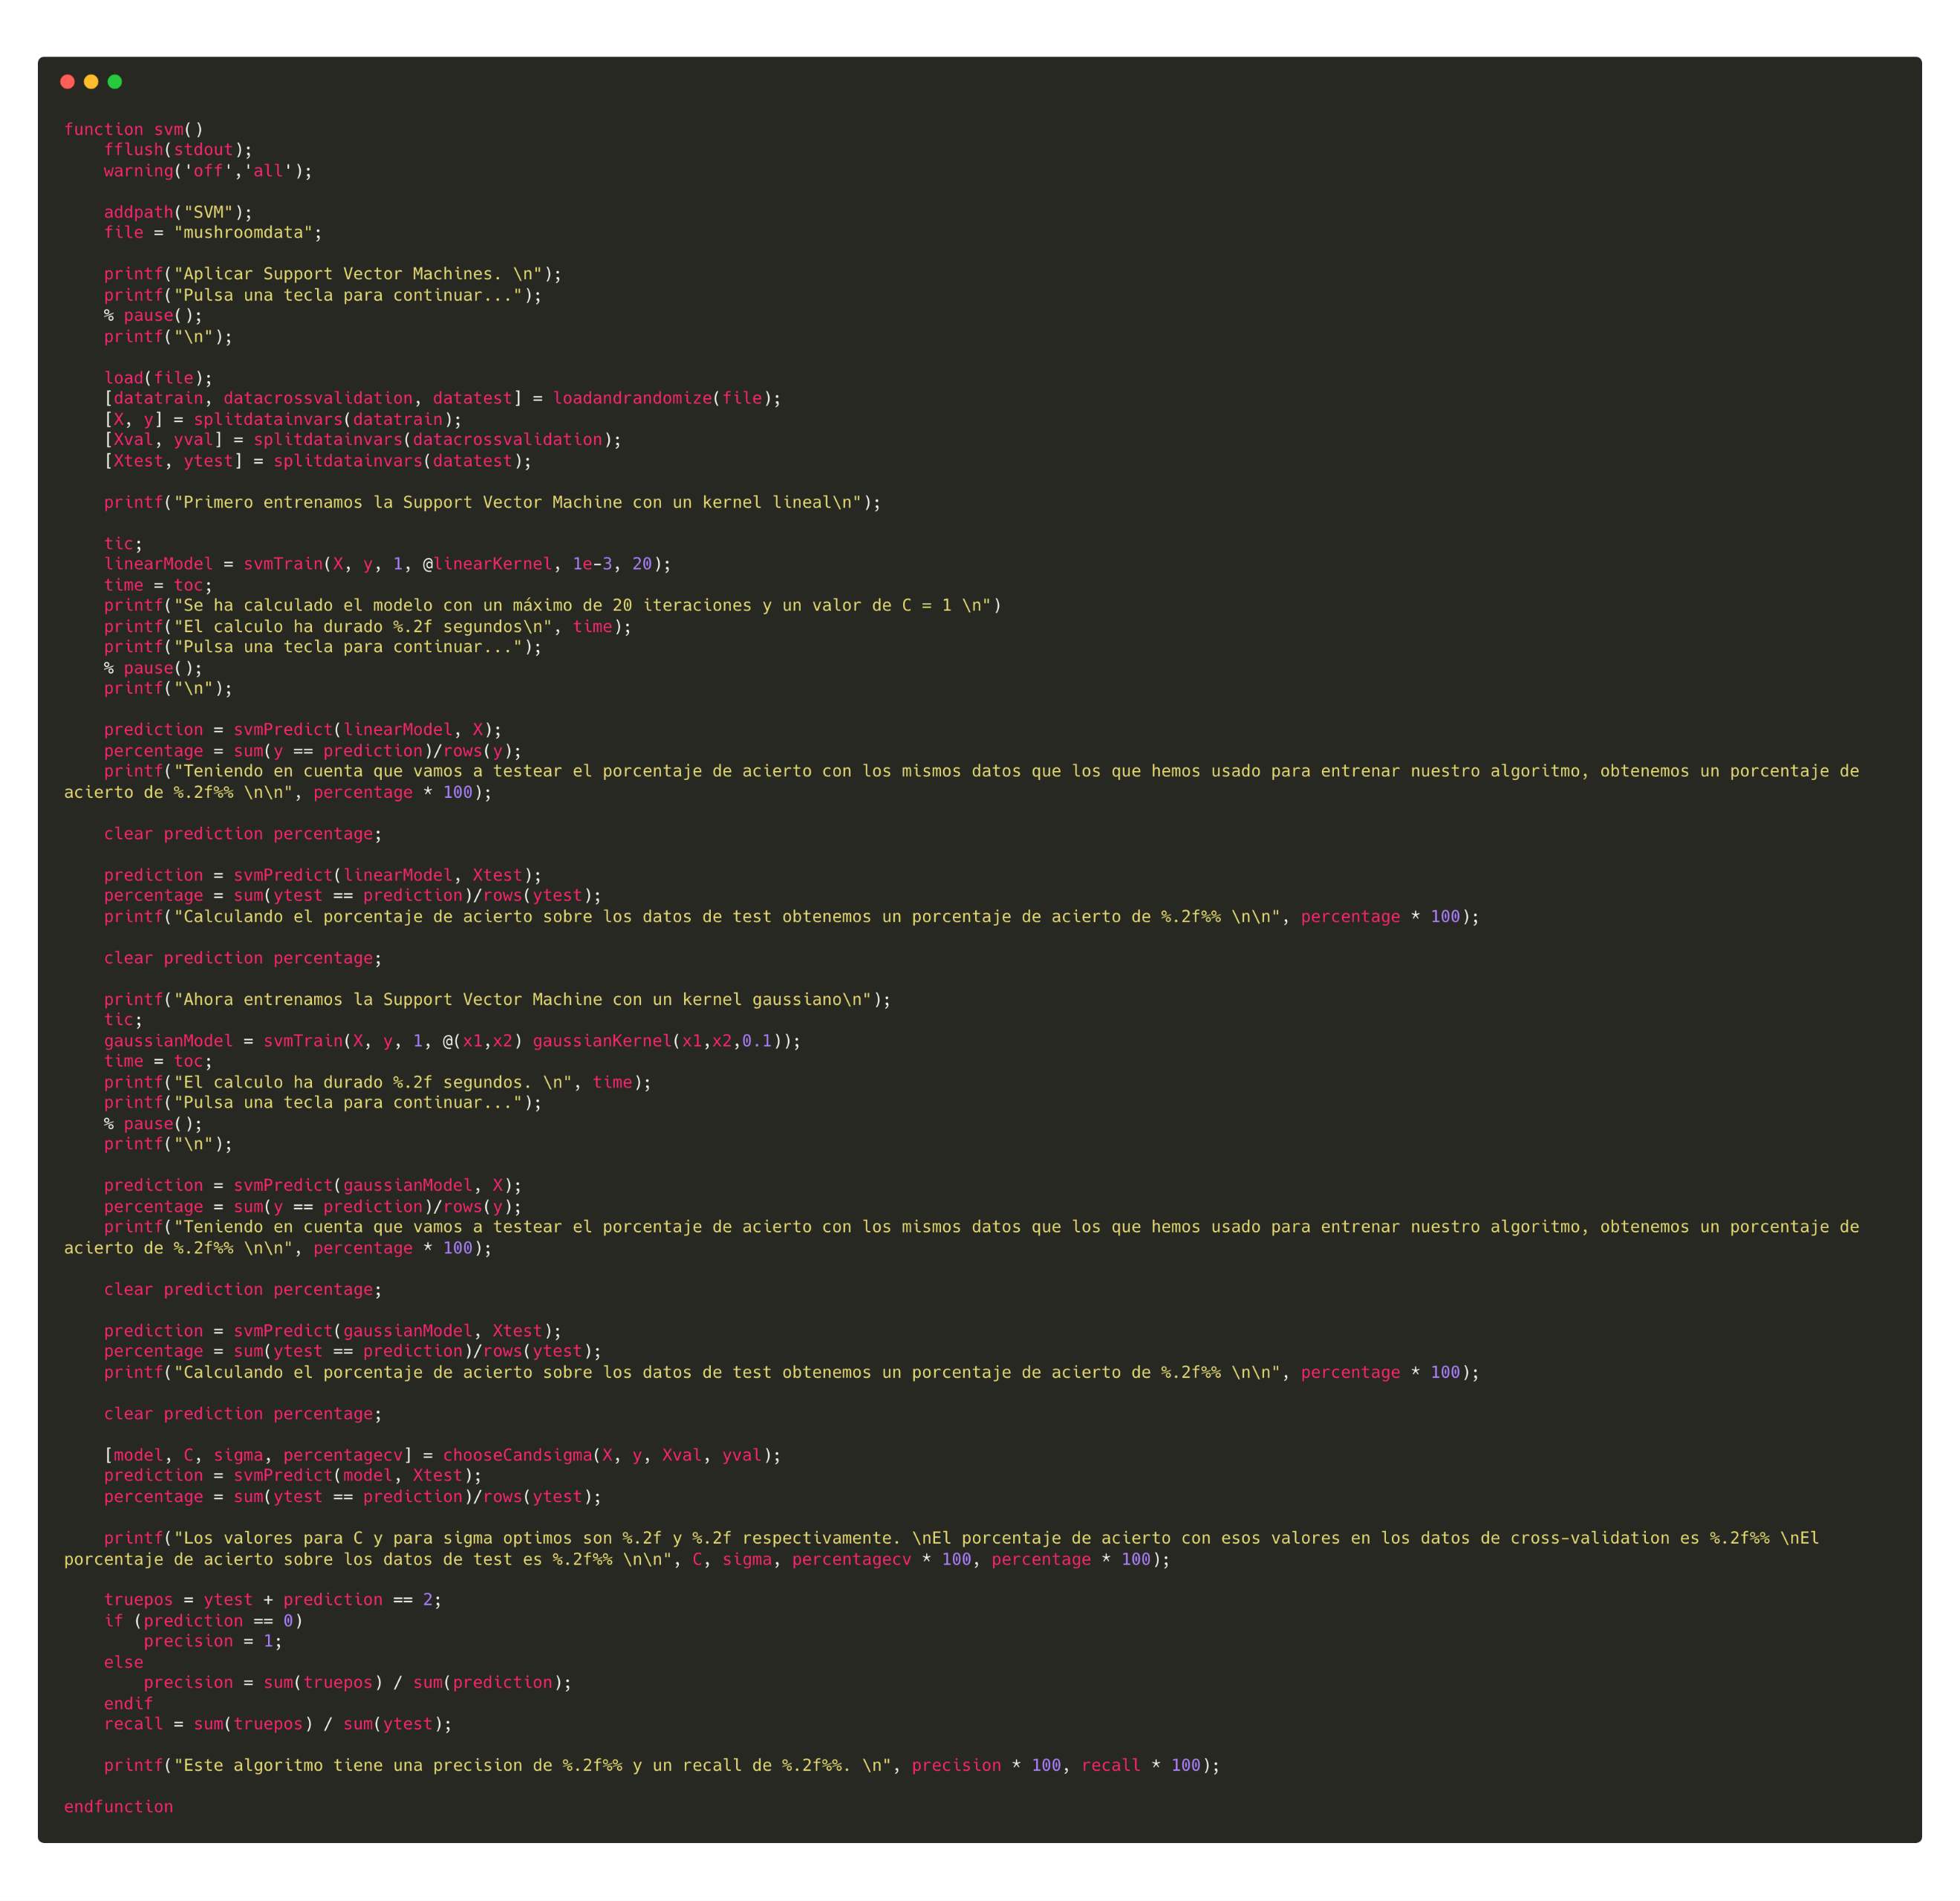 function svm()
    fflush(stdout);
    warning('off','all');

    addpath("SVM");
    file = "mushroomdata";

    printf("Aplicar Support Vector Machines. \n");
    printf("Pulsa una tecla para continuar...");
    % pause();
    printf("\n");

    load(file);
    [datatrain, datacrossvalidation, datatest] = loadandrandomize(file);
    [X, y] = splitdatainvars(datatrain);
    [Xval, yval] = splitdatainvars(datacrossvalidation);
    [Xtest, ytest] = splitdatainvars(datatest);

    printf("Primero entrenamos la Support Vector Machine con un kernel lineal\n");

    tic;
    linearModel = svmTrain(X, y, 1, @linearKernel, 1e-3, 20);
    time = toc;
    printf("Se ha calculado el modelo con un máximo de 20 iteraciones y un valor de C = 1 \n")
    printf("El calculo ha durado %.2f segundos\n", time);
    printf("Pulsa una tecla para continuar...");
    % pause();
    printf("\n");

    prediction = svmPredict(linearModel, X);
    percentage = sum(y == prediction)/rows(y);
    printf("Teniendo en cuenta que vamos a testear el porcentaje de acierto con los mismos datos que los que hemos usado para entrenar nuestro algoritmo, obtenemos un porcentaje de
acierto de %.2f%% \n\n", percentage * 100);

    clear prediction percentage;

    prediction = svmPredict(linearModel, Xtest);
    percentage = sum(ytest == prediction)/rows(ytest);
    printf("Calculando el porcentaje de acierto sobre los datos de test obtenemos un porcentaje de acierto de %.2f%% \n\n", percentage * 100);

    clear prediction percentage;

    printf("Ahora entrenamos la Support Vector Machine con un kernel gaussiano\n");
    tic;
    gaussianModel = svmTrain(X, y, 1, @(x1,x2) gaussianKernel(x1,x2,0.1));
    time = toc;
    printf("El calculo ha durado %.2f segundos. \n", time);
    printf("Pulsa una tecla para continuar...");
    % pause();
    printf("\n");

    prediction = svmPredict(gaussianModel, X);
    percentage = sum(y == prediction)/rows(y);
    printf("Teniendo en cuenta que vamos a testear el porcentaje de acierto con los mismos datos que los que hemos usado para entrenar nuestro algoritmo, obtenemos un porcentaje de
acierto de %.2f%% \n\n", percentage * 100);

    clear prediction percentage;

    prediction = svmPredict(gaussianModel, Xtest);
    percentage = sum(ytest == prediction)/rows(ytest);
    printf("Calculando el porcentaje de acierto sobre los datos de test obtenemos un porcentaje de acierto de %.2f%% \n\n", percentage * 100);

    clear prediction percentage;

    [model, C, sigma, percentagecv] = chooseCandsigma(X, y, Xval, yval);
    prediction = svmPredict(model, Xtest);
    percentage = sum(ytest == prediction)/rows(ytest);

    printf("Los valores para C y para sigma optimos son %.2f y %.2f respectivamente. \nEl porcentaje de acierto con esos valores en los datos de cross-validation es %.2f%% \nEl
porcentaje de acierto sobre los datos de test es %.2f%% \n\n", C, sigma, percentagecv * 100, percentage * 100);

    truepos = ytest + prediction == 2;
    if (prediction == 0)
        precision = 1;
    else
        precision = sum(truepos) / sum(prediction);
    endif
    recall = sum(truepos) / sum(ytest);

    printf("Este algoritmo tiene una precision de %.2f%% y un recall de %.2f%%. \n", precision * 100, recall * 100);

endfunction